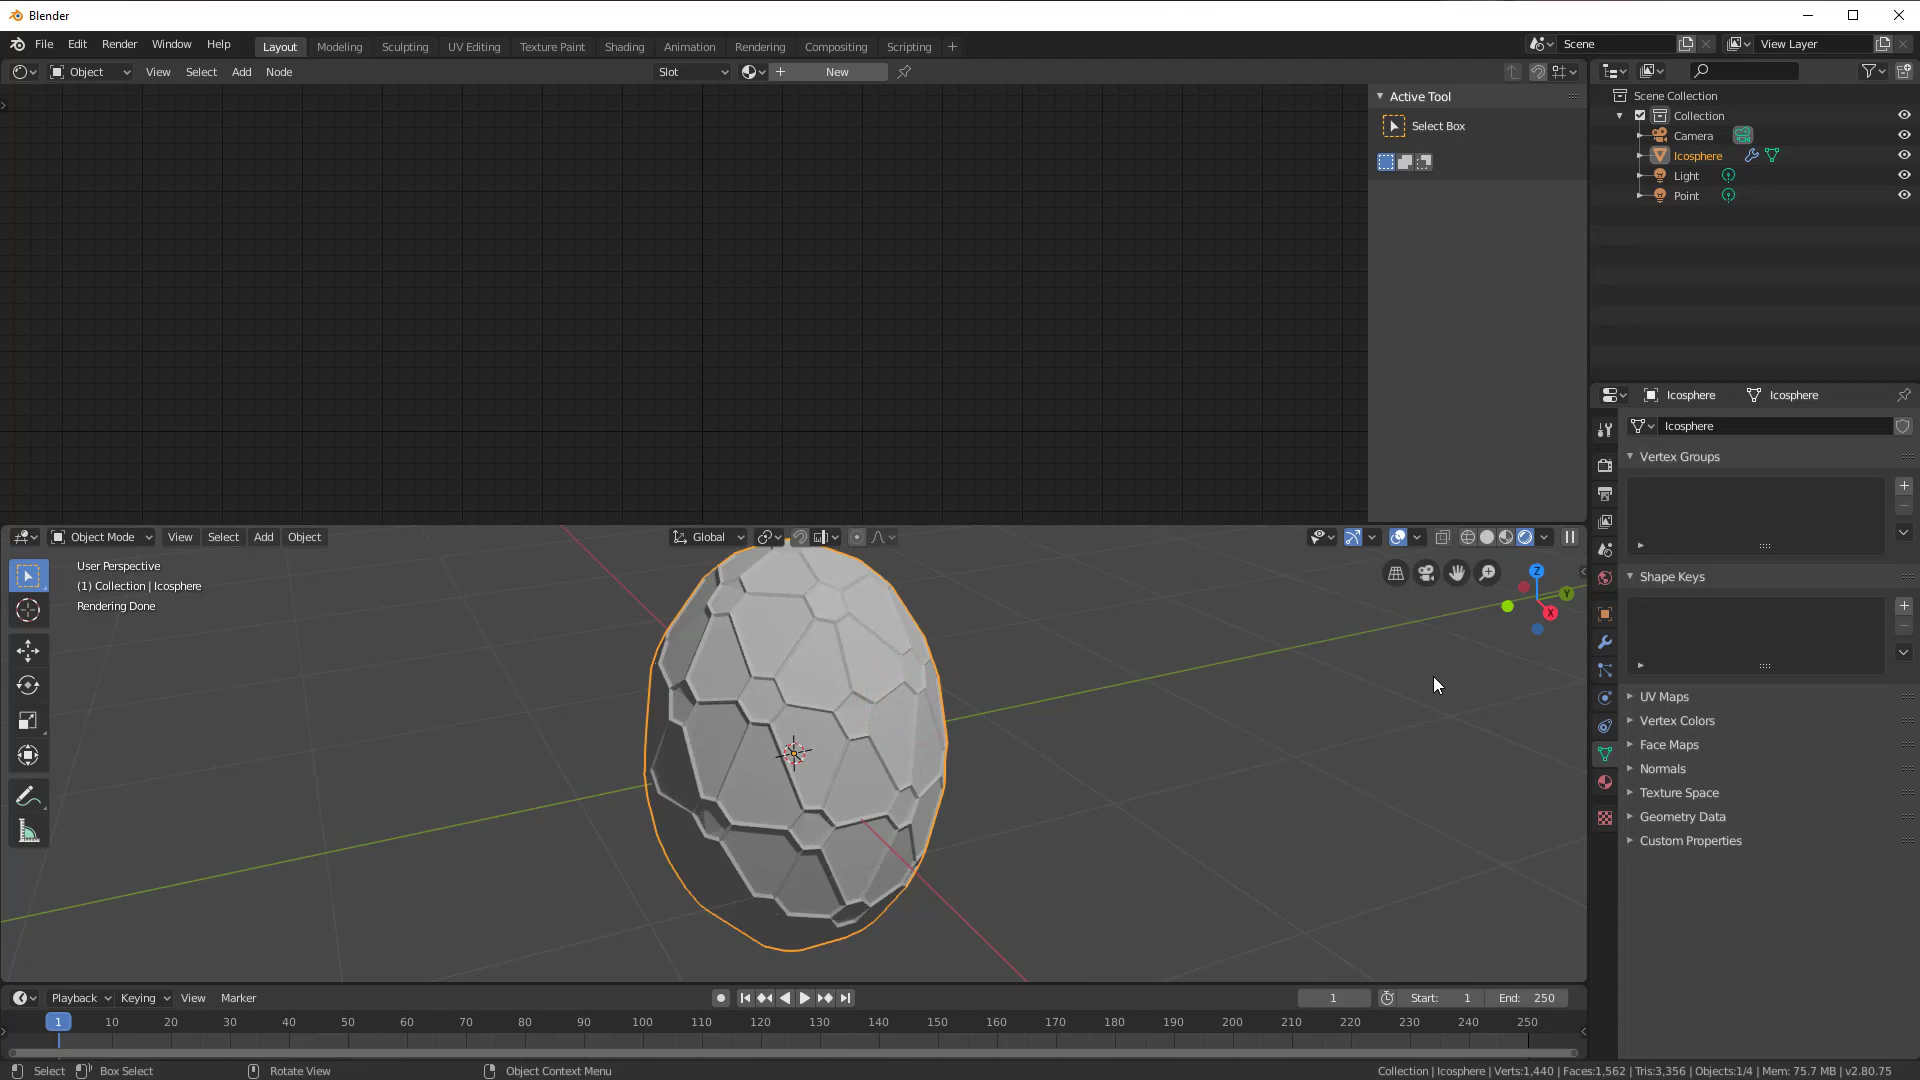 Blender
File Edit Render Window Help Layout Modeling Sculpting UV Editing Texture Paint Shading Animation Rendering Compositing Scripting + Scene View Layer
Object View Select Add Node Slot New
Active Tool
Select Box
Scene Collection
Collection
Camera
Icosphere
Light
Point
Icosphere Icosphere
Icosphere
Vertex Groups
Shape Keys
UV Maps
Vertex Colors
Face Maps
Normals
Texture Space
Geometry Data
Custom Properties
Object Mode View Select Add Object Global
User Perspective
(1) Collection | Icosphere
Rendering Done
Z
Y
X
Playback Keying View Marker 1 Start: 1 End: 250
1 10 20 30 40 50 60 70 80 90 100 110 120 130 140 150 160 170 180 190 200 210 220 230 240 250
Select Box Select Rotate View Object Context Menu Collection | Icosphere | Verts:1,440 | Faces:1,562 | Tris:3,356 | Objects:1/4 | Mem: 75.7 MB | v2.80.75